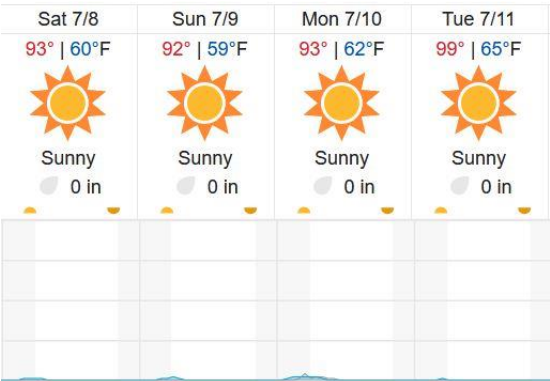 Sat 7/8 Sun 7/9 Mon 7/10 Tue 7/11
93° | 60°F 92° | 59°F 93° | 62°F 99° | 65°F
Sunny Sunny Sunny Sunny
0 in 0 in 0 in 0 in